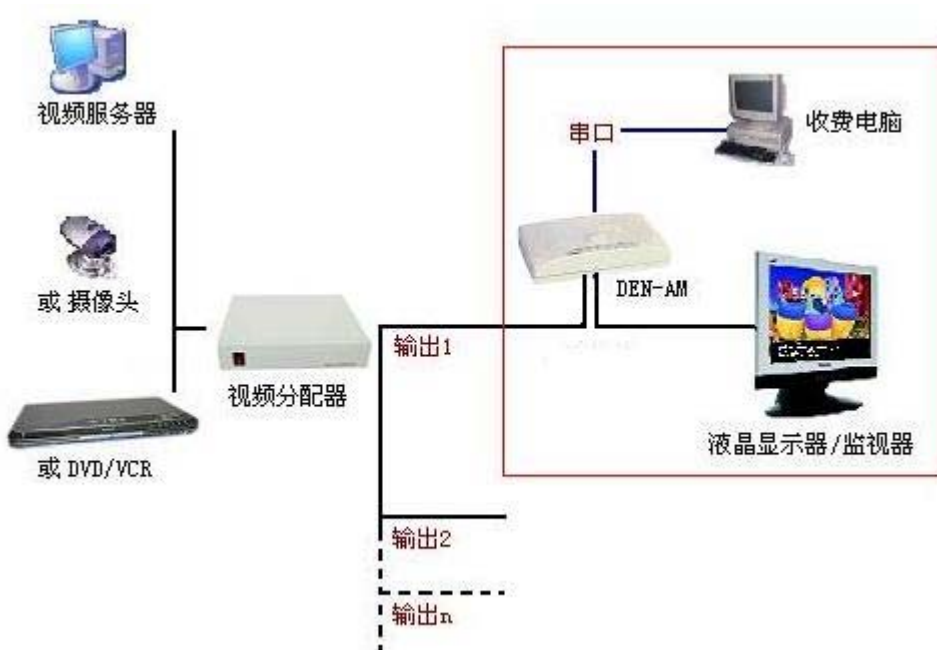 视频服务器
串口
收费电脑
或 摄像头
DEN-AM
输出1
视频分配器
液晶显示器/监视器
或 DVD/VCR
输出2
输出n